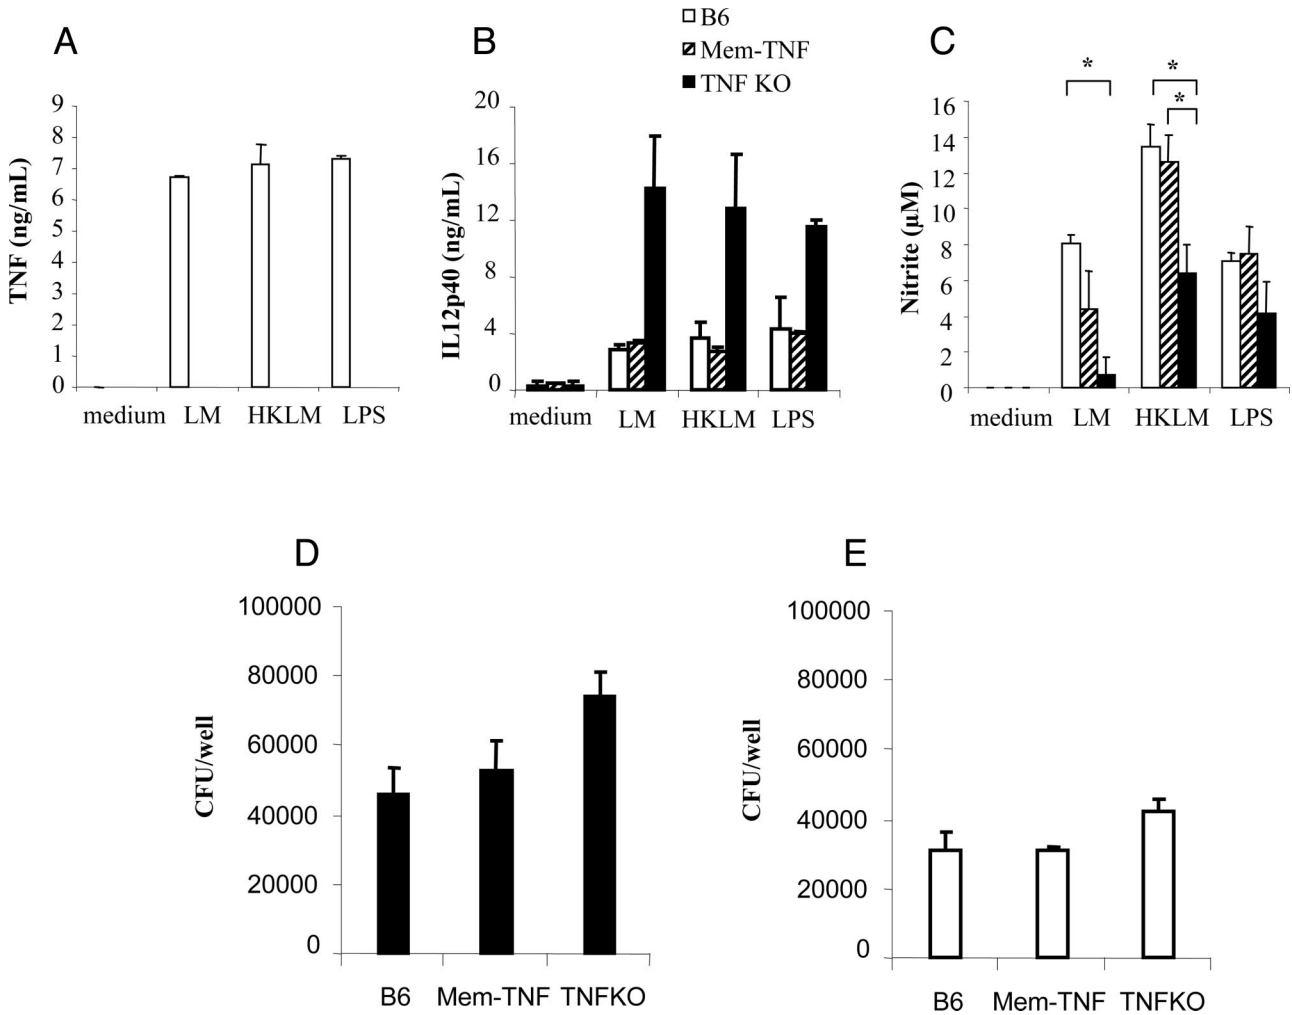 A
TNF (ng/mL)
9
8
7
6
5
4
3
2
1
0
medium LM HKLM LPS
B
B6
Mem-TNF
TNF KO
IL12p40 (ng/mL)
20
16
12
8
4
0
medium LM HKLM LPS
C
* *
*
Nitrite (µM)
16
14
12
10
8
6
4
2
0
medium LM HKLM LPS
D
CFU/well
100000
80000
60000
40000
20000
0
B6 Mem-TNF TNFKO
E
CFU/well
100000
80000
60000
40000
20000
0
B6 Mem-TNF TNFKO